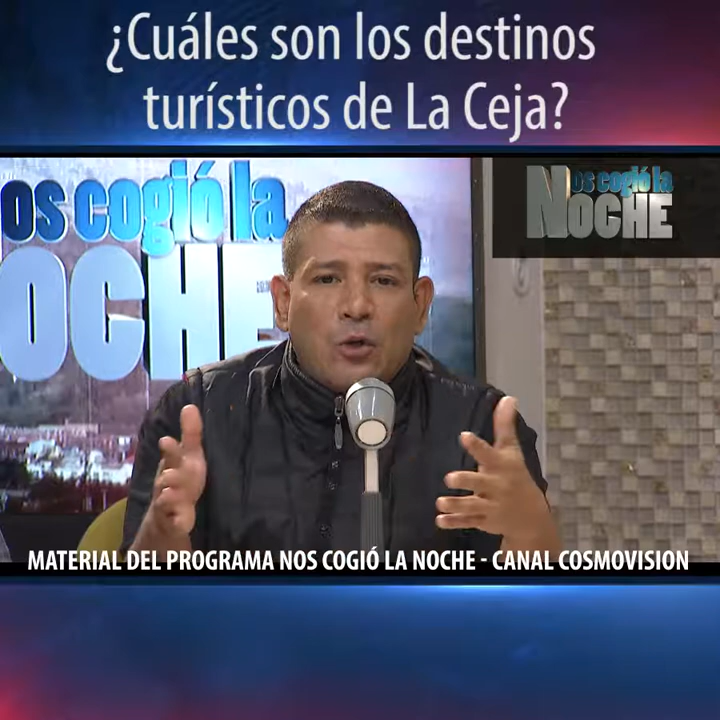 ¿Cuáles son los destinos
turísticos de La Ceja?
os cogió la
OCHE
Nos cogió la
NOCHE
MATERIAL DEL PROGRAMA NOS COGIÓ LA NOCHE - CANAL COSMOVISION